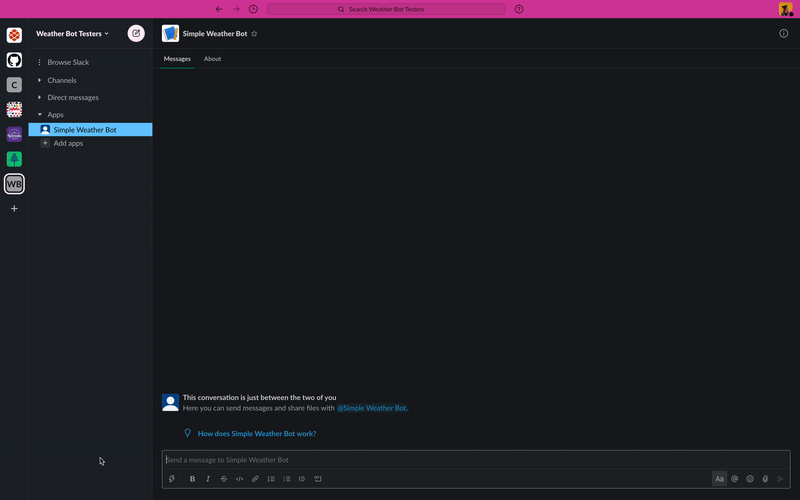 Search Weather Bot Testers
Weather Bot Testers
Simple Weather Bot
Messages
About
Browse Slack
Channels
Direct messages
Apps
Simple Weather Bot
Add apps
C
WB
This conversation is just between the two of you
Here you can send messages and share files with @Simple Weather Bot.
How does Simple Weather Bot work?
Send a message to Simple Weather Bot
B
I
S
Aa
@